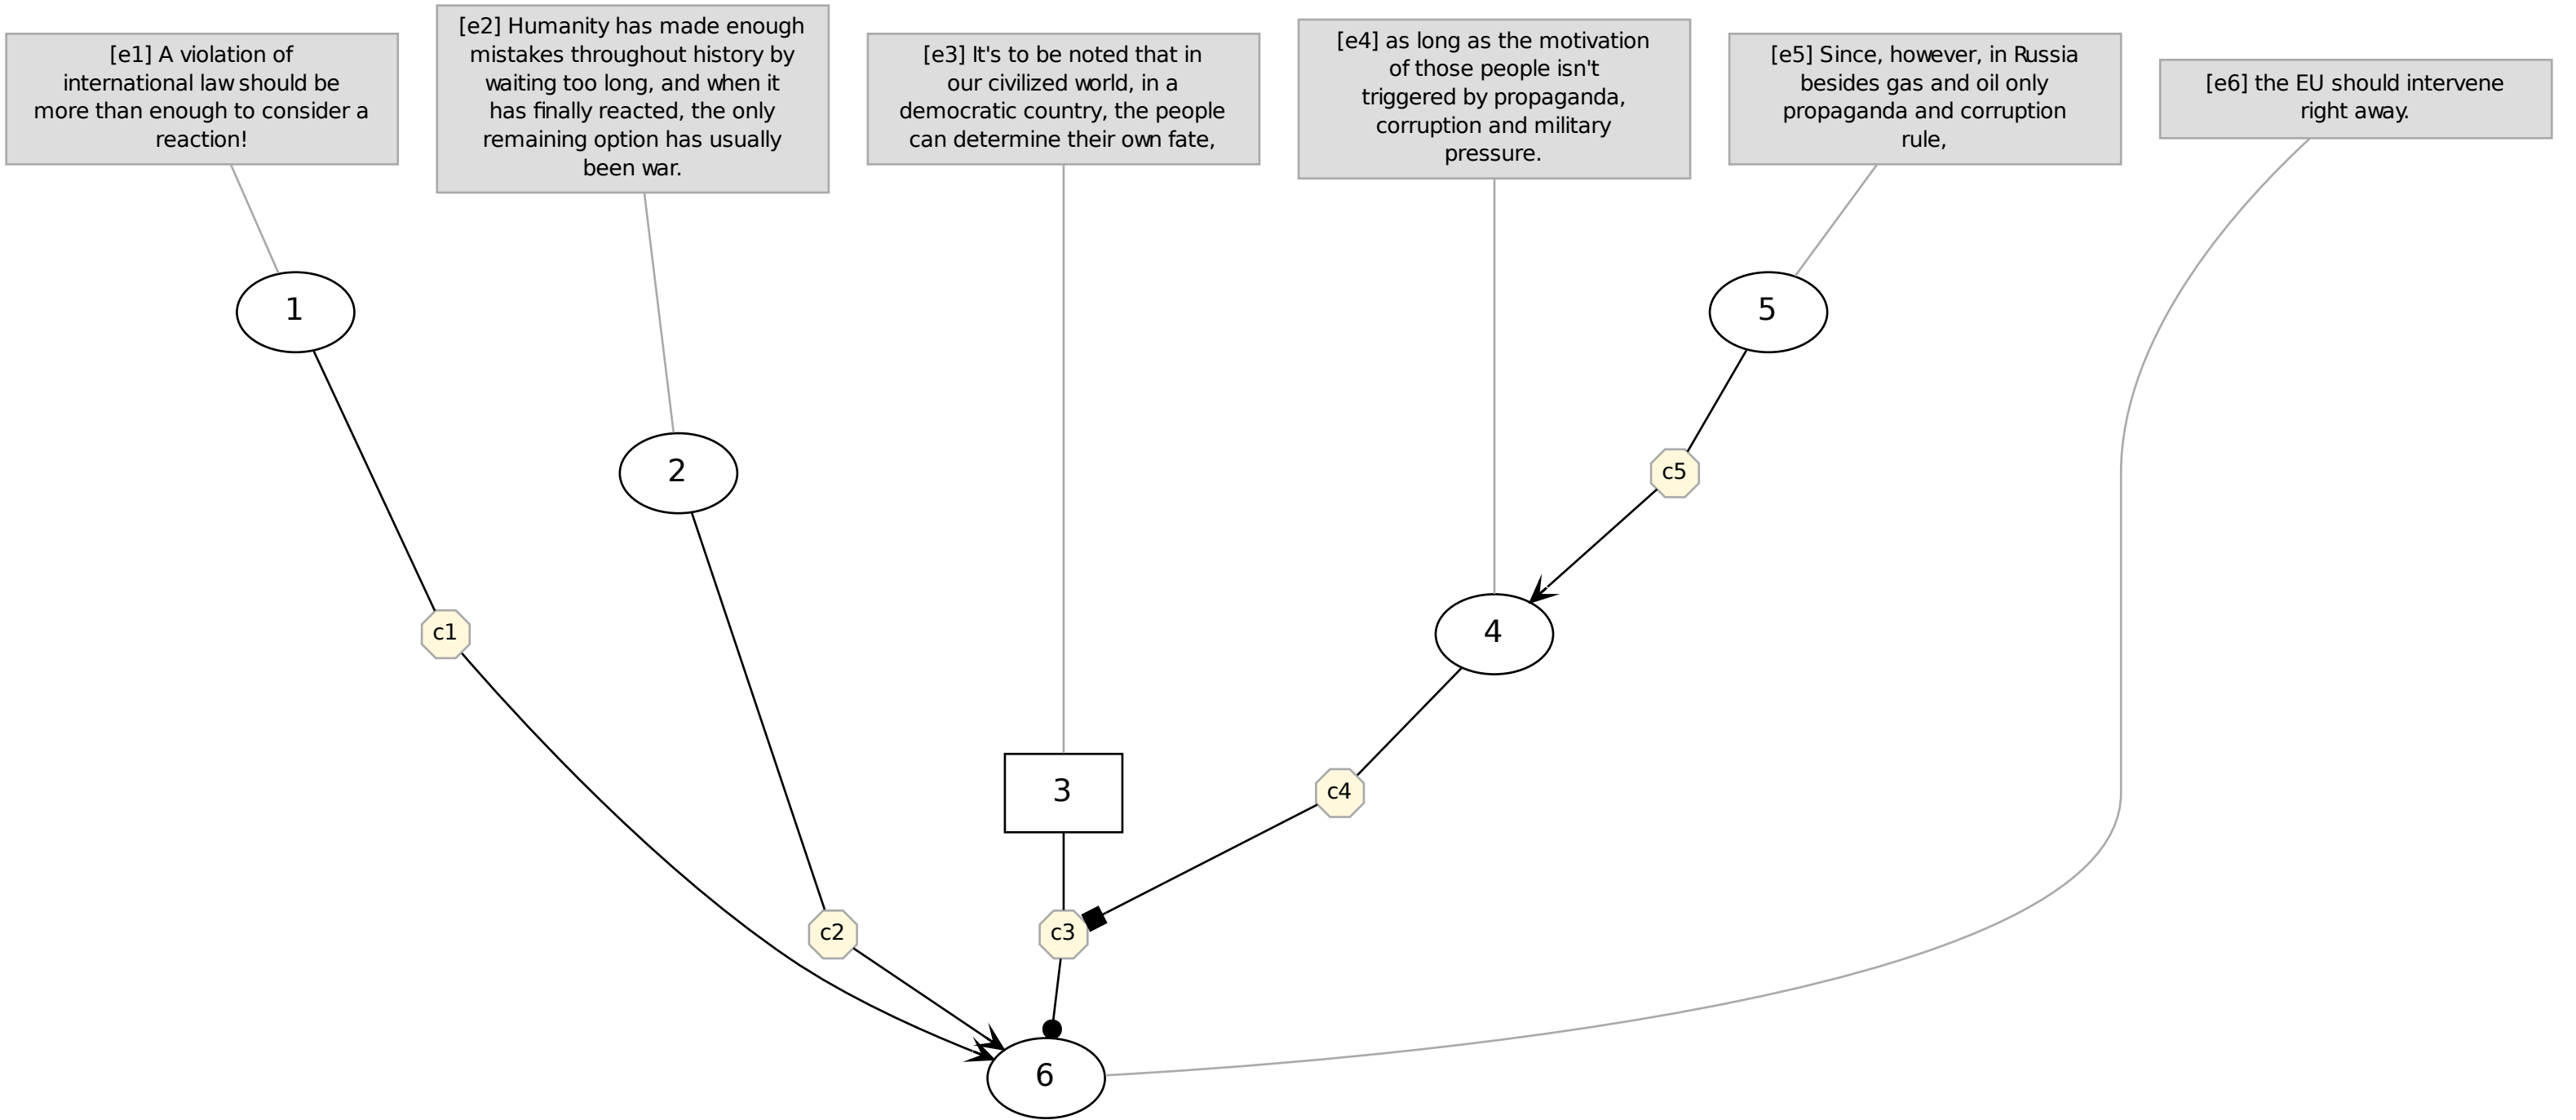 [e1] A violation of
international law should be
more than enough to consider a
reaction!
[e2] Humanity has made enough
mistakes throughout history by
waiting too long, and when it
has finally reacted, the only
remaining option has usually
been war.
[e3] It's to be noted that in
our civilized world, in a
democratic country, the people
can determine their own fate,
[e4] as long as the motivation
of those people isn't
triggered by propaganda,
corruption and military
pressure.
[e5] Since, however, in Russia
besides gas and oil only
propaganda and corruption
rule,
[e6] the EU should intervene
right away.
1
5
2
c5
c1
4
3
c4
c2
c3
6